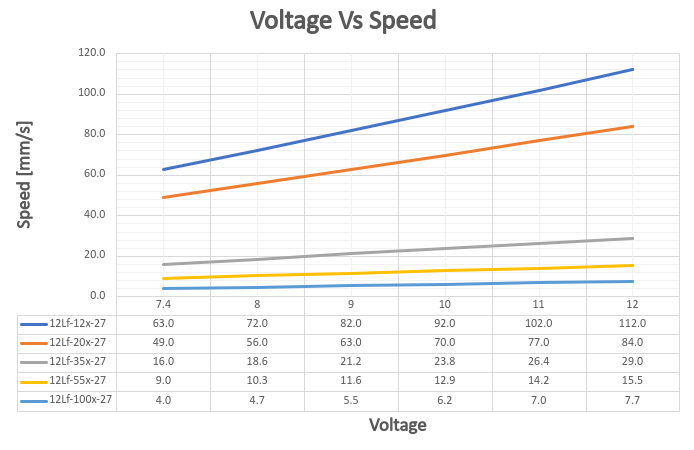 Voltage Vs Speed
120.0
100.0
80.0
60.0
40.0
20.0
0.0
Speed [mm/s]
7.4 8 9 10 11 12
12Lf-12x-27 63.0 72.0 82.0 92.0 102.0 112.0
12Lf-20x-27 49.0 56.0 63.0 70.0 77.0 84.0
12Lf-35x-27 16.0 18.6 21.2 23.8 26.4 29.0
12Lf-55x-27 9.0 10.3 11.6 12.9 14.2 15.5
12Lf-100x-27 4.0 4.7 5.5 6.2 7.0 7.7
Voltage